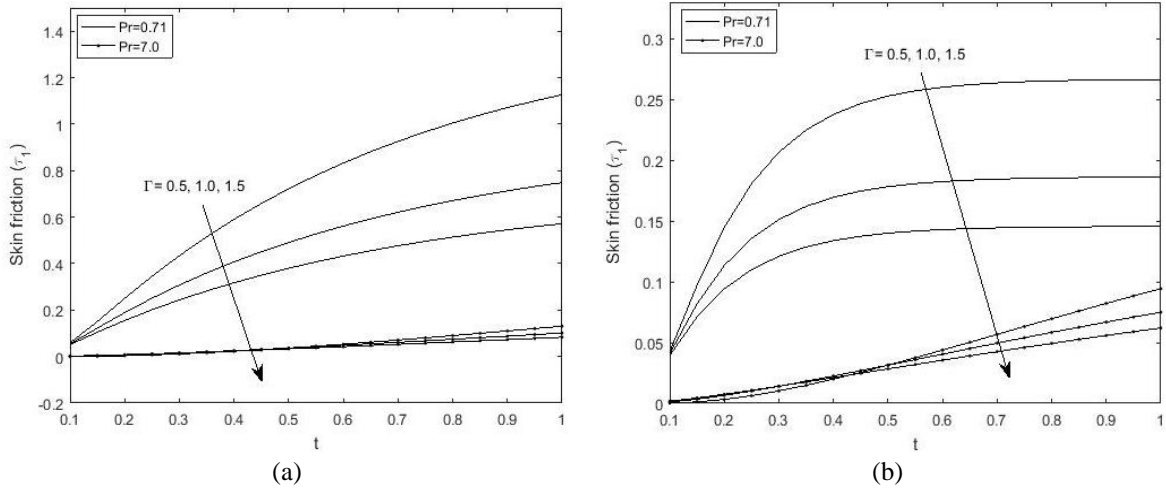 Pr=0.71
Pr=7.0
Γ= 0.5, 1.0, 1.5
Skin friction (τ1)
1.5
1.4
1.2
1
0.8
0.6
0.4
0.2
0
-0.2
0.1 0.2 0.3 0.4 0.5 0.6 0.7 0.8 0.9 1
t
(a)
Pr=0.71
Pr=7.0
Γ= 0.5, 1.0, 1.5
Skin friction (τ1)
0.3
0.25
0.2
0.15
0.1
0.05
0
0.1 0.2 0.3 0.4 0.5 0.6 0.7 0.8 0.9 1
t
(b)